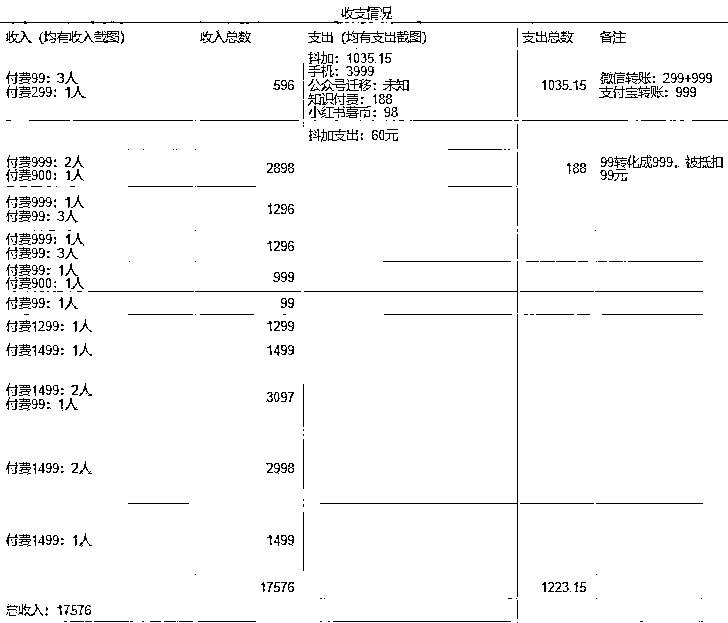 收支情况
收入（均有收入截图） 收入总数 支出（均有支出截图） 支出总数 备注
付费99：3人
付费299：1人
596
抖加：1035.15
手机：3999
公众号迁移：未知
知识付费：188
小红书薯币：98
1035.15
微信转账：299+999
支付宝转账：999
抖加支出：60元
付费999：2人
付费900：1人
2898
188
99转化成999，被抵扣
99元
付费999：1人
付费99：3人
1296
付费999：1人
付费99：3人
1296
付费99：1人
付费900：1人
999
付费99：1人 99
付费1299：1人 1299
付费1499：1人 1499
付费1499：2人
付费99：1人
3097
付费1499：2人 2998
付费1499：1人 1499
17576 1223.15
总收入：17576